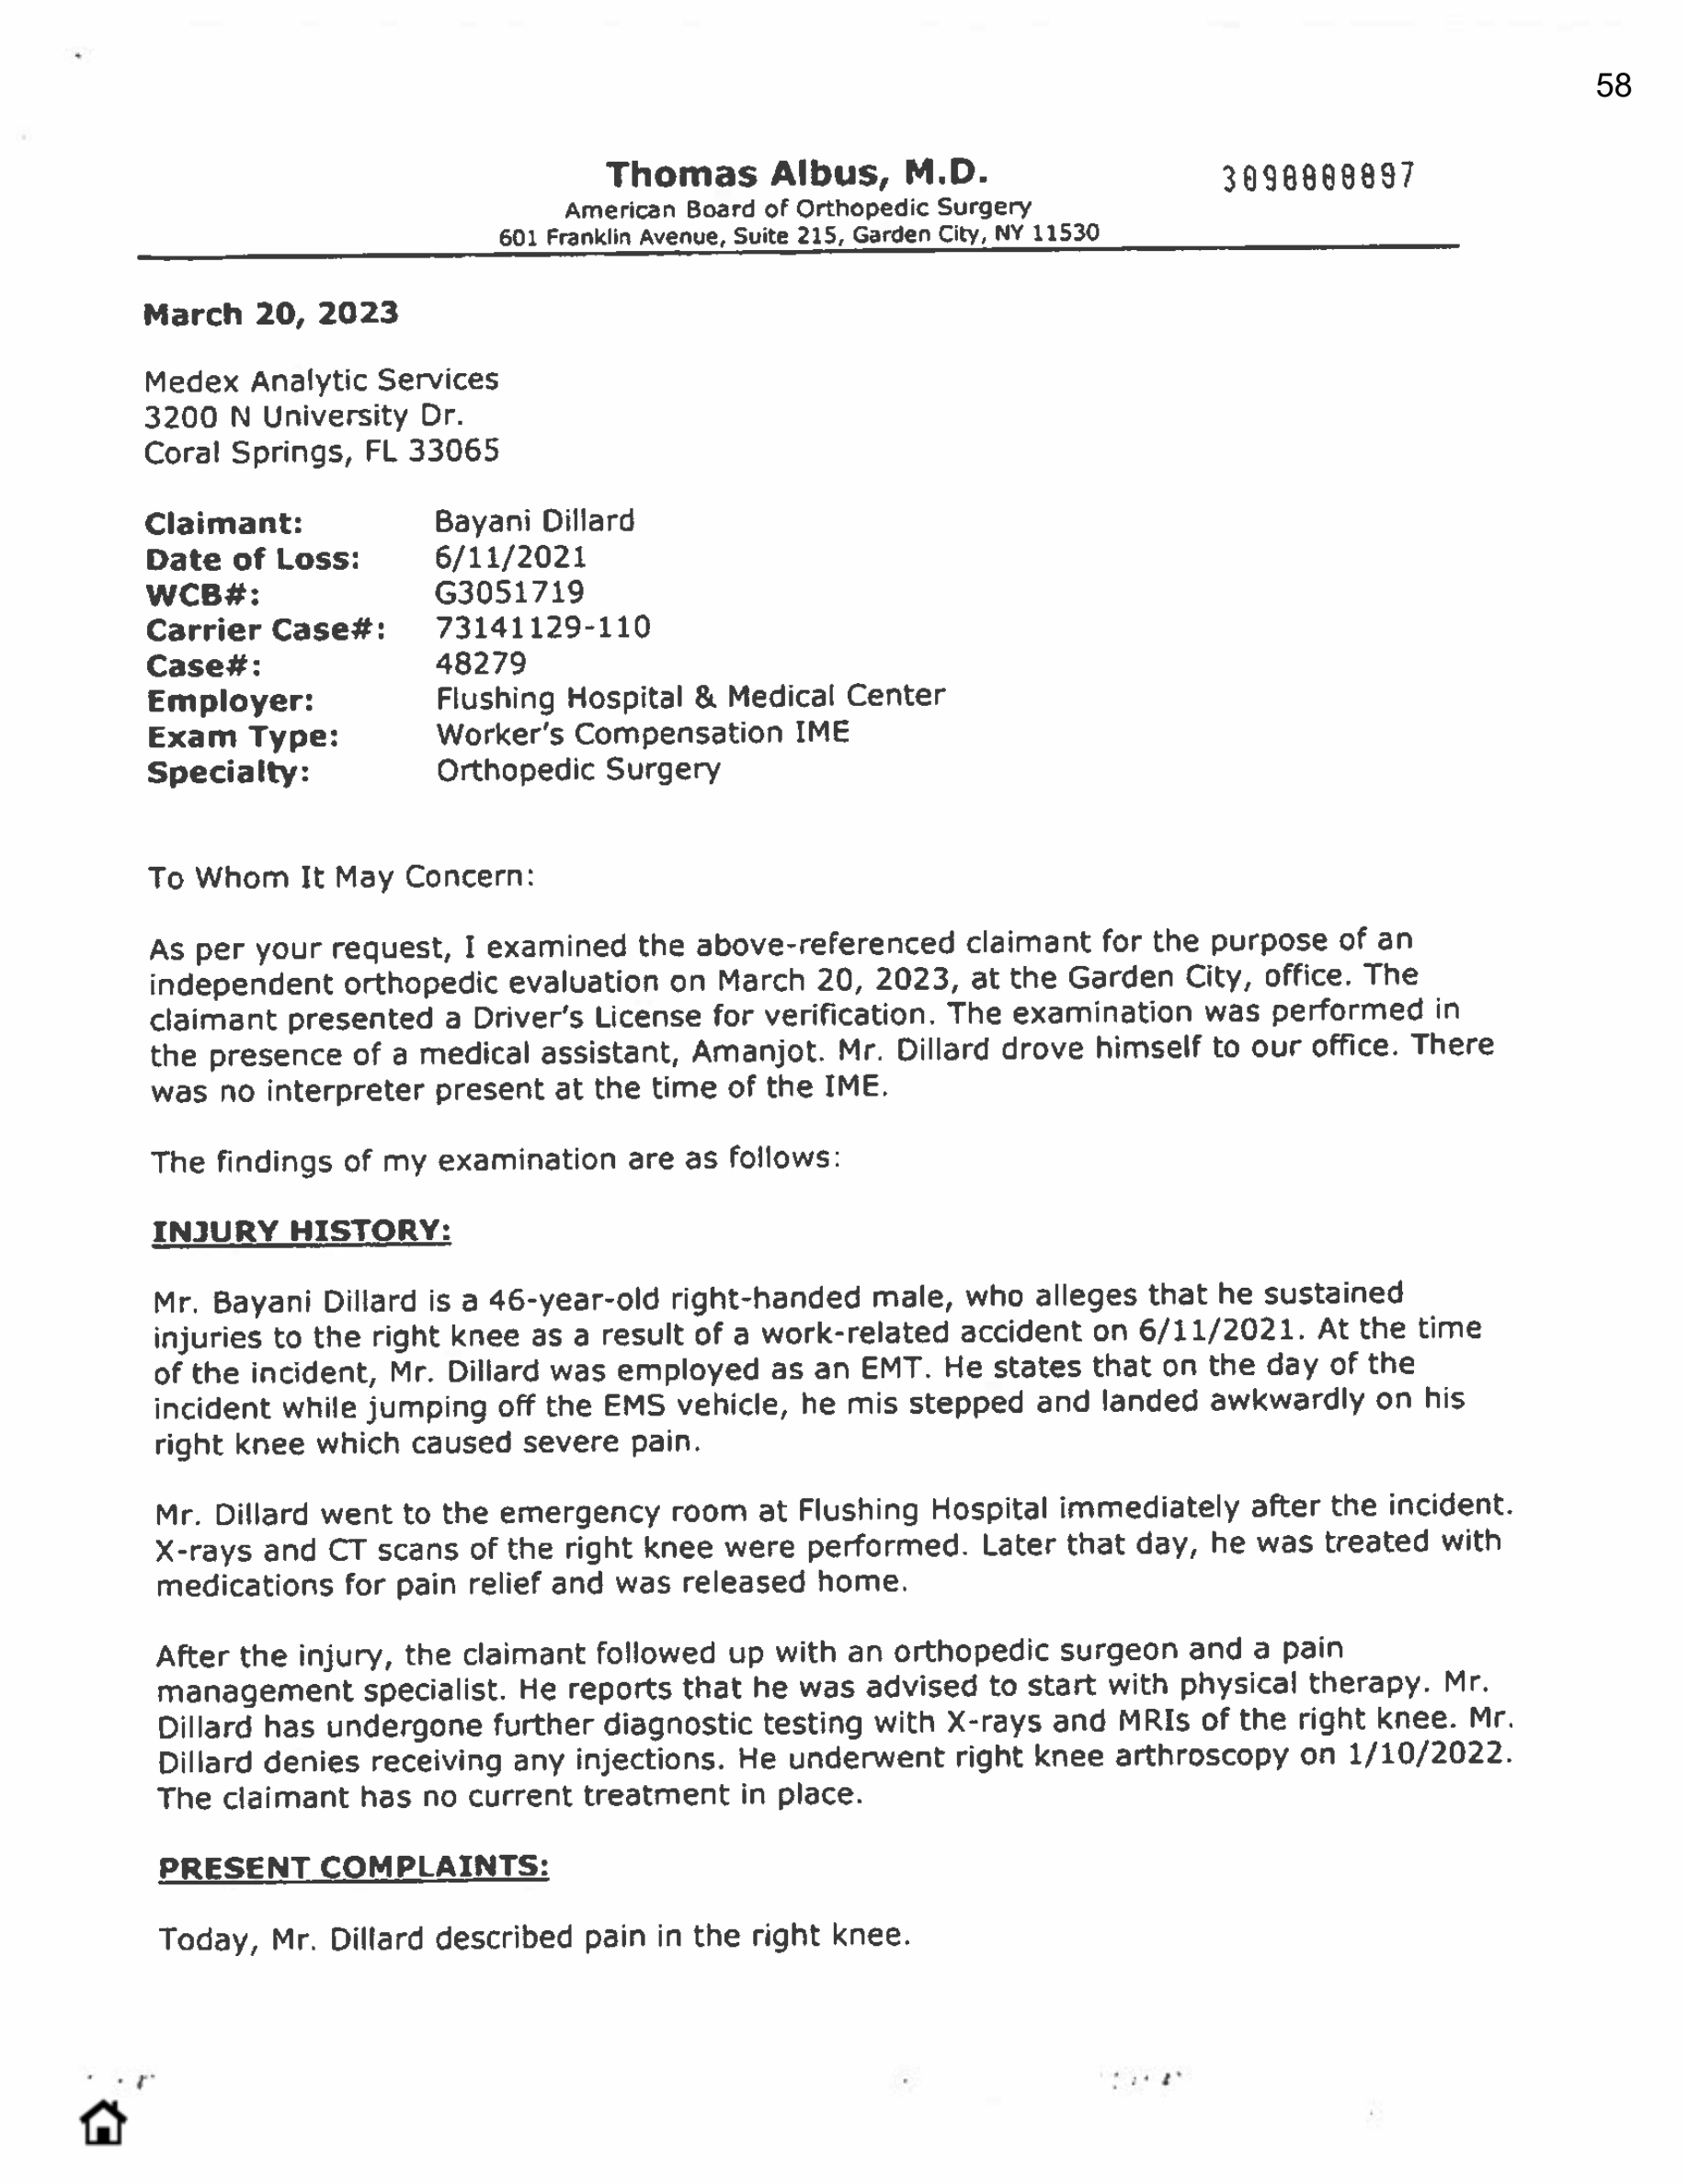 58
Thomas Albus, M.D.
American Board of Orthopedic Surgery
601 Franklin Avenue, Suite 215, Garden City, NY 11530
March 20, 2023
Medex Analytic Services
3200 N University Dr.
Coral Springs, FL 33065
Claimant: Bayani Dillard
Date of Loss: 6/11/2021
WCB#: G3051719
Carrier Case#: 73141129-110
Case#: 48279
Employer: Flushing Hospital & Medical Center
Exam Type: Worker's Compensation IME
Specialty: Orthopedic Surgery
To Whom It May Concern:
As per your request, I examined the above-referenced claimant for the purpose of an
independent orthopedic evaluation on March 20, 2023, at the Garden City, office. The
claimant presented a Driver's License for verification. The examination was performed in
the presence of a medical assistant, Amanjot. Mr. Dillard drove himself to our office. There
was no interpreter present at the time of the IME.
The findings of my examination are as follows:
INJURY HISTORY:
Mr. Bayani Dillard is a 46-year-old right-handed male, who alleges that he sustained
injuries to the right knee as a result of a work-related accident on 6/11/2021. At the time
of the incident, Mr. Dillard was employed as an EMT. He states that on the day of the
incident while jumping off the EMS vehicle, he mis stepped and landed awkwardly on his
right knee which caused severe pain.
Mr. Dillard went to the emergency room at Flushing Hospital immediately after the incident.
X-rays and CT scans of the right knee were performed. Later that day, he was treated with
medications for pain relief and was released home.
After the injury, the claimant followed up with an orthopedic surgeon and a pain
management specialist. He reports that he was advised to start with physical therapy. Mr.
Dillard has undergone further diagnostic testing with X-rays and MRIs of the right knee. Mr.
Dillard denies receiving any injections. He underwent right knee arthroscopy on 1/10/2022.
The claimant has no current treatment in place.
PRESENT COMPLAINTS:
Today, Mr. Dillard described pain in the right knee.